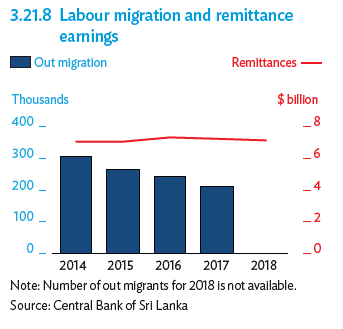 3.21.8 Labour migration and remittance
earnings
Out migration
Remittances
Thousands
$ billion
400
8
300
6
200
4
100
2
0
0
2014 2015 2016 2017 2018
Note: Number of out migrants for 2018 is not available.
Source: Central Bank of Sri Lanka